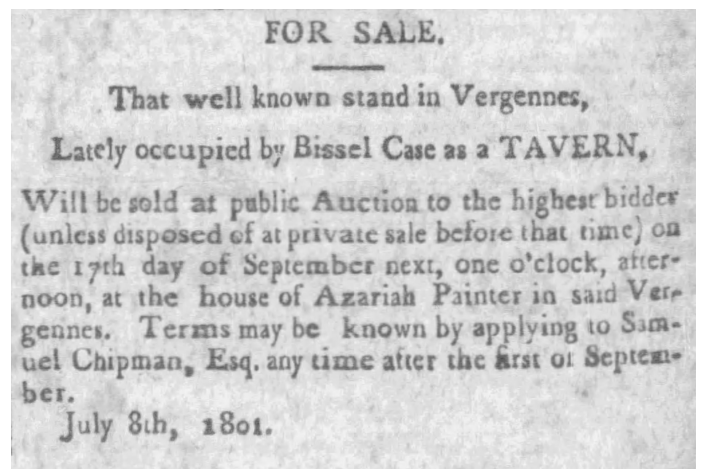 FOR SALE.
That well known stand in Vergennes,
Lately occupied by Bissel Case as a TAVERN,
Will be sold at public Auction to the highest bidder
(unless disposed of at private sale before that time) on
the 17th day of September next, one o'clock, after-
noon, at the house of Azariah Painter in said Ver-
gennes. Terms may be known by applying to Sam-
uel Chipman, Esq. any time after the first of Septem-
ber.
July 8th, 1801.